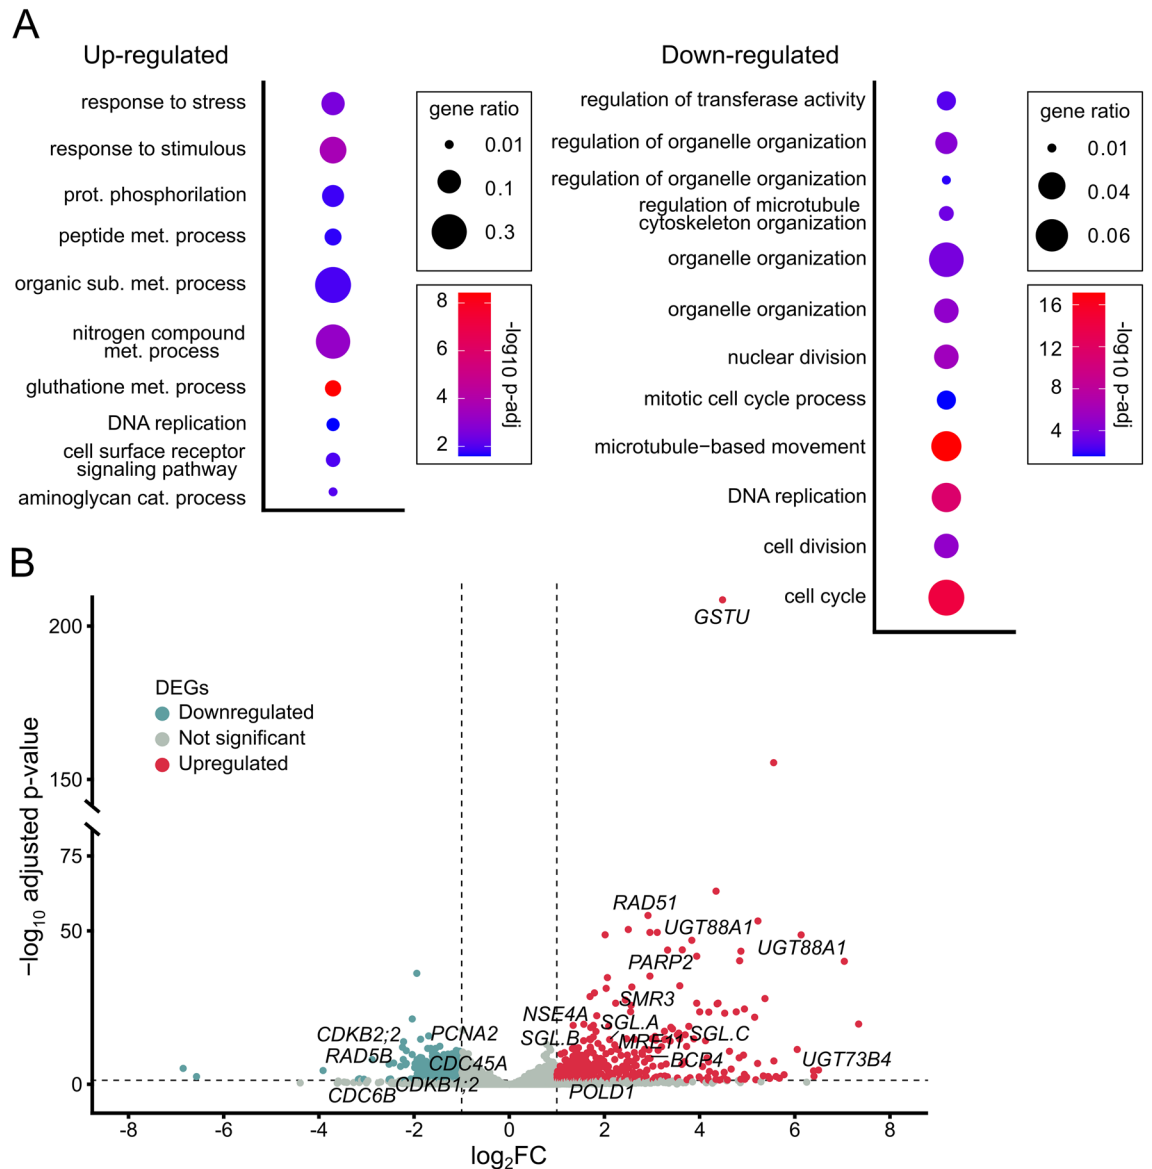 A
Up-regulated
response to stress
response to stimulous
prot. phosphorilation
peptide met. process
organic sub. met. process
nitrogen compound
met. process
gluthatione met. process
DNA replication
cell surface receptor
signaling pathway
aminoglycan cat. process
gene ratio
0.01
0.1
0.3
8
6
4
2
-log10 p-adj
Down-regulated
regulation of transferase activity
regulation of organelle organization
regulation of organelle organization
regulation of microtubule
cytoskeleton organization
organelle organization
organelle organization
nuclear division
mitotic cell cycle process
microtubule−based movement
DNA replication
cell division
cell cycle
gene ratio
0.01
0.04
0.06
16
12
8
4
-log10 p-adj
B
−log10 adjusted p-value
200
150
75
50
0
DEGs
Downregulated
Not significant
Upregulated
GSTU
RAD51
UGT88A1
UGT88A1
PARP2
SMR3
NSE4A
SGL.A
SGL.B
MRE11
SGL.C
BCP4
UGT73B4
POLD1
CDKB2;2
PCNA2
RAD5B
CDC45A
CDKB1;2
CDC6B
-8
-6
-4
-2
0
2
4
6
8
log2FC